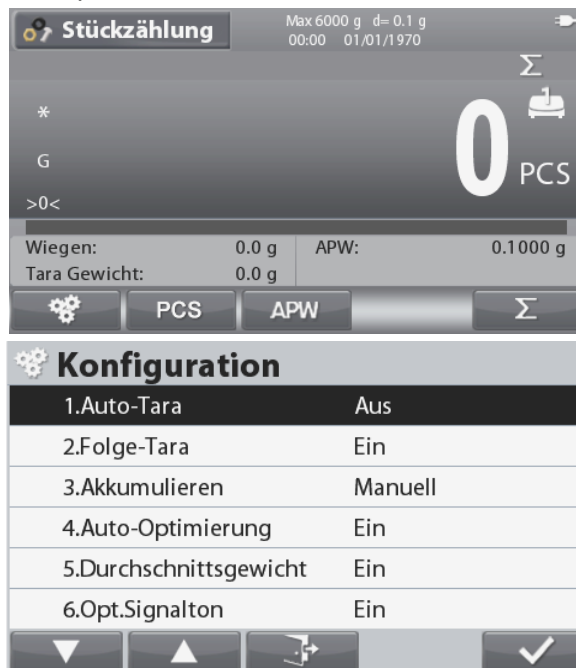 Stückzählung
Max 6000 g d= 0.1 g
00:00 01/01/1970
Σ
*
1
G
0 PCS
>0<
Wiegen: 0.0 g APW: 0.1000 g
Tara Gewicht: 0.0 g
PCS APW Σ
Konfiguration
1.Auto-Tara Aus
2.Folge-Tara Ein
3.Akkumulieren Manuell
4.Auto-Optimierung Ein
5.Durchschnittsgewicht Ein
6.Opt.Signalton Ein